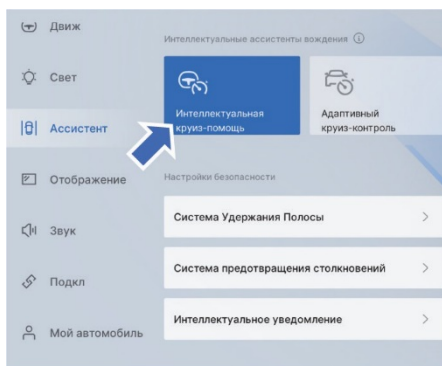 Движ
Свет
Ассистент
Отображение
Звук
Подкл
Мой автомобиль
Интеллектуальные ассистенты вождения
Интеллектуальная
круиз-помощь
Адаптивный
круиз-контроль
Настройки безопасности
Система Удержания Полосы
Система предотвращения столкновений
Интеллектуальное уведомление